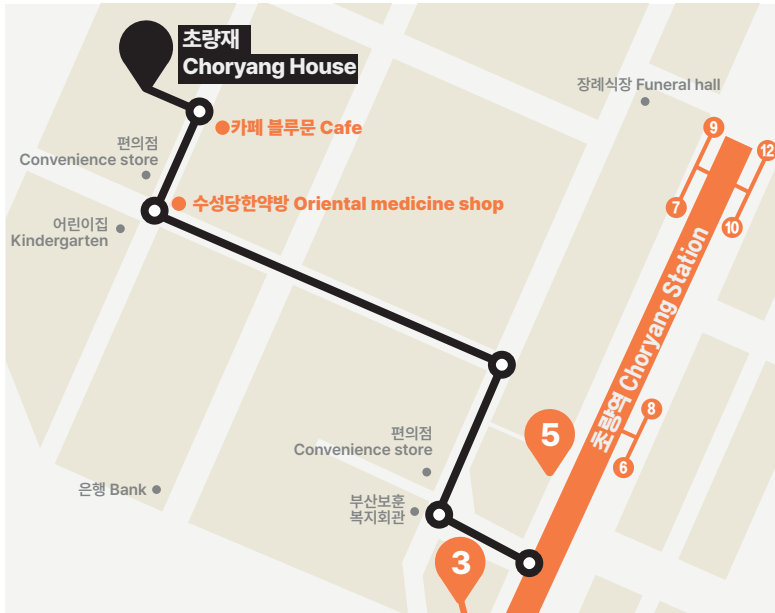 초량재
Choryang House
카페 블루문 Cafe
편의점
Convenience store
수성당한약방 Oriental medicine shop
어린이집
Kindergarten
장례식장 Funeral hall
9
12
7
10
초량역 Choryang Station
8
6
5
편의점
Convenience store
은행 Bank
부산보훈
복지회관
3